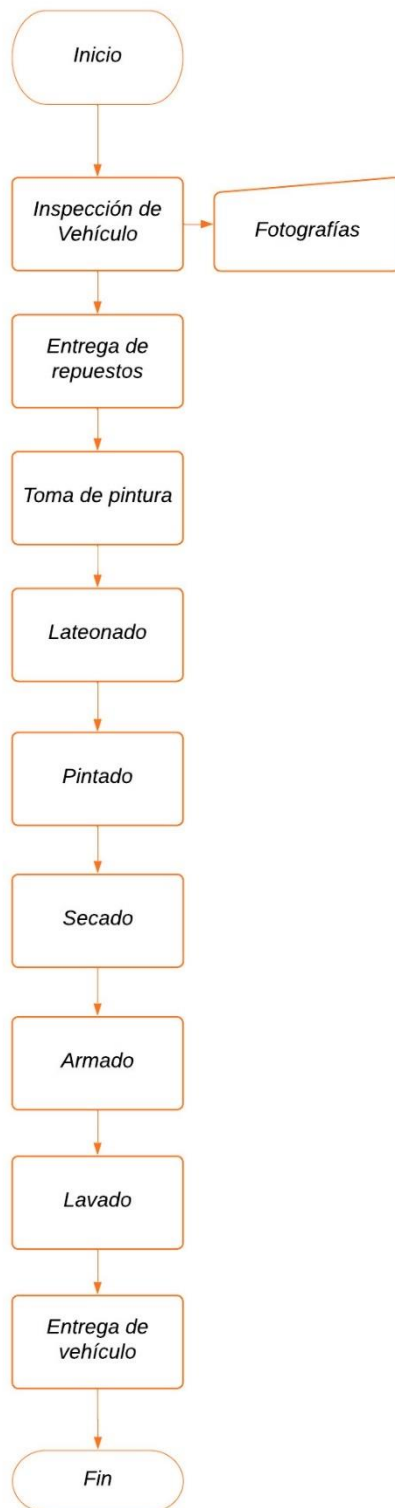 Inicio
Inspección de
Vehículo
Fotografías
Entrega de
repuestos
Toma de pintura
Lateonado
Pintado
Secado
Armado
Lavado
Entrega de
vehículo
Fin